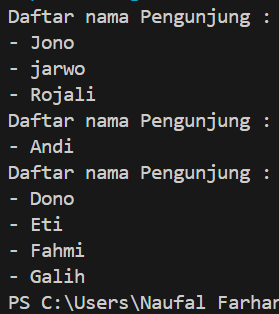 Daftar nama Pengunjung :
- Jono
- jarwo
- Rojali
Daftar nama Pengunjung :
- Andi
Daftar nama Pengunjung :
- Dono
- Eti
- Fahmi
- Galih
PS C:\Users\Naufal Farhan